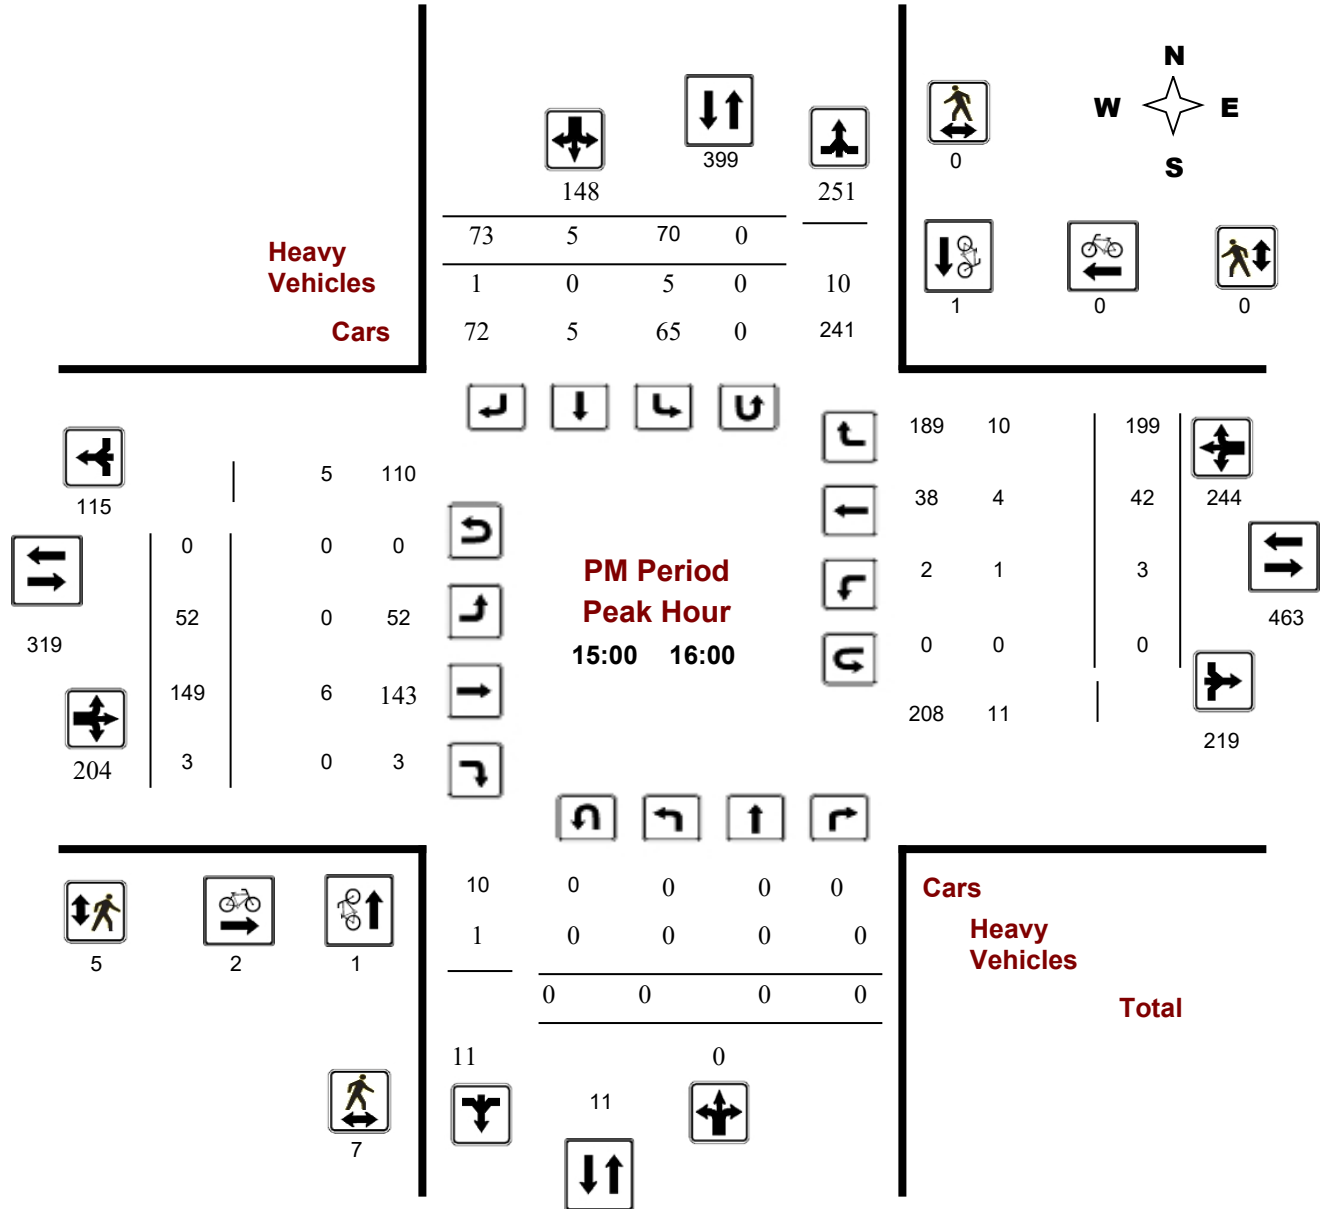 N
W E
S
399
0
148 251
73 5 70 0
Heavy
Vehicles
1 0 5 0 10
1 0 0
Cars
72 5 65 0 241
189 10 199
5 110
115
38 4 42 244
0 0 0
PM Period
2 1 3
Peak Hour
52 0 52
463
319
15:00 16:00
0 0 0
149 6 143
208 11
219
204 3 0 3
10 0 0 0 0
Cars
1 0 0 0 0
Heavy
Vehicles
5 2 1
0 0 0 0
Total
11 0
11
7